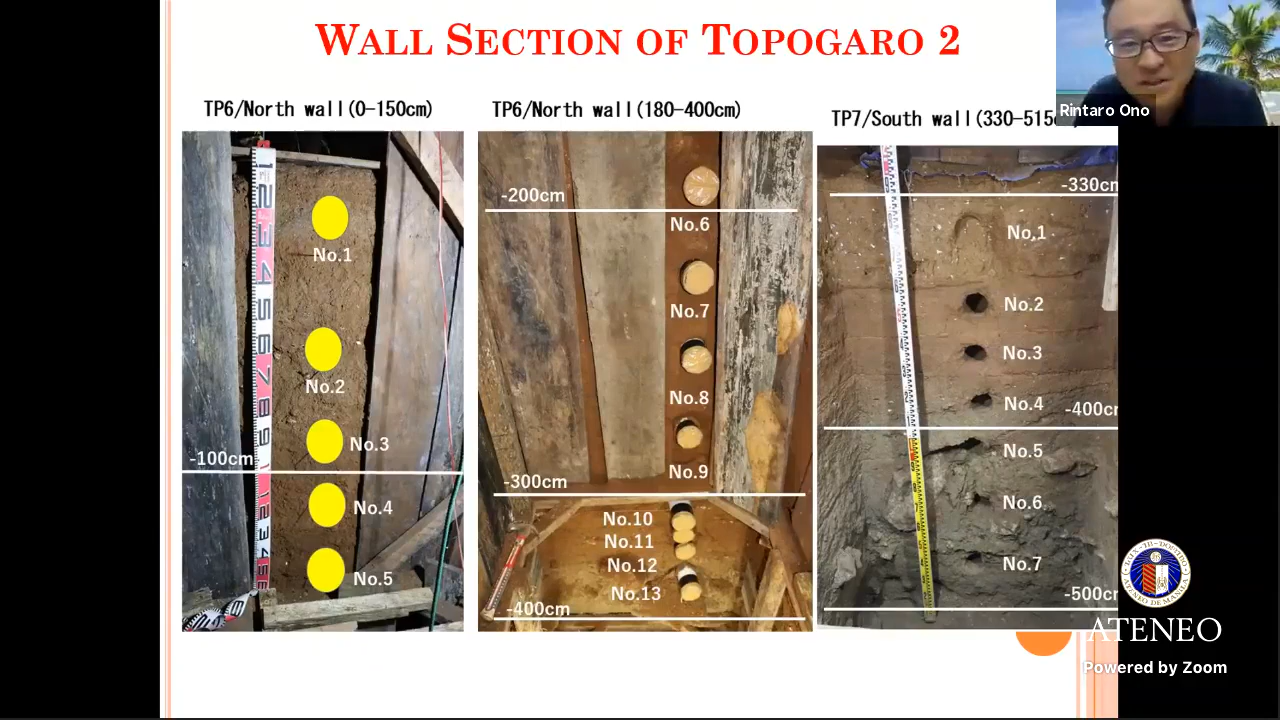 WALL SECTION OF TOPOGARO 2
TP6/North wall(0-150cm)
TP6/North wall(180-400cm)
TP7/South wall(330-515c
Rintaro Ono
No.1
No.2
No.3
-100cm
No.4
No.5
-200cm
No.6
No.7
No.8
No.9
-300cm
No.10
No.11
No.12
No.13
-400cm
-330cm
No.1
No.2
No.3
No.4
-400cm
No.5
No.6
No.7
-500cm
ATENEO
Powered by Zoom